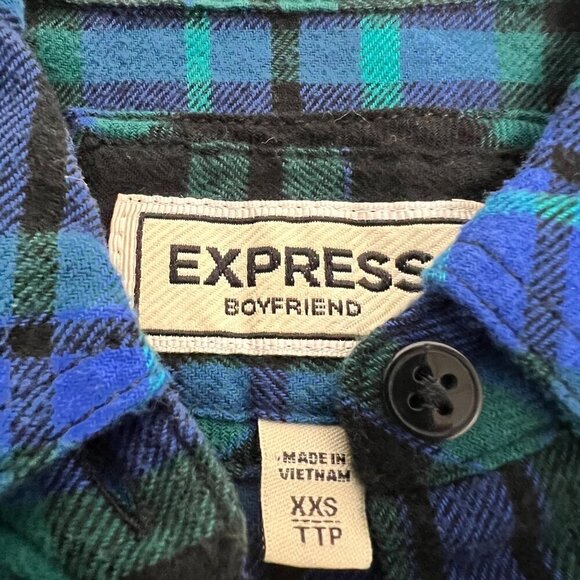 EXPRESS
BOYFRIEND
MADE IN
VIETNAM
XXS
TTP